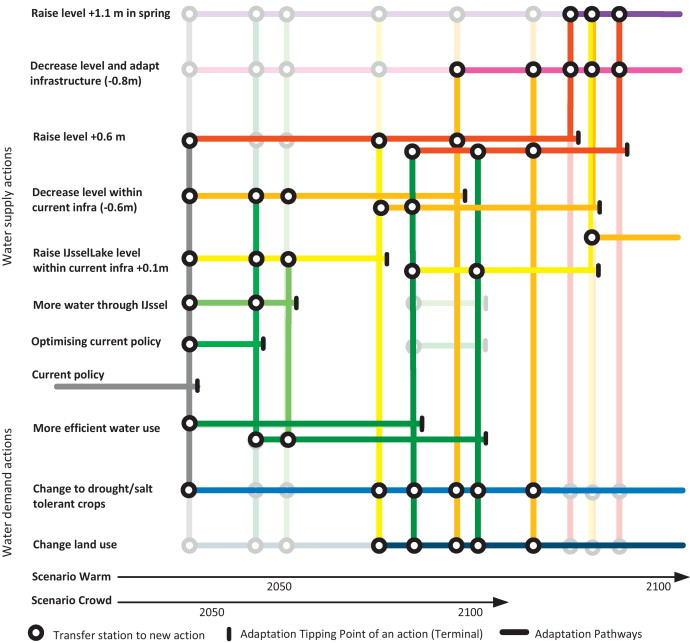 Raise level +1.1 m in spring
Decrease level and adapt
infrastructure (-0.8m)
Raise level +0.6 m
Decrease level within
current infra (-0.6m)
Raise IJsselLake level
within current infra +0.1m
More water through IJssel
Optimising current policy
Current policy
More efficient water use
Change to drought/salt
tolerant crops
Change land use
Water supply actions
Water demand actions
Scenario Warm
2050
2100
Scenario Crowd
2050
2100
Transfer station to new action
Adaptation Tipping Point of an action (Terminal)
Adaptation Pathways